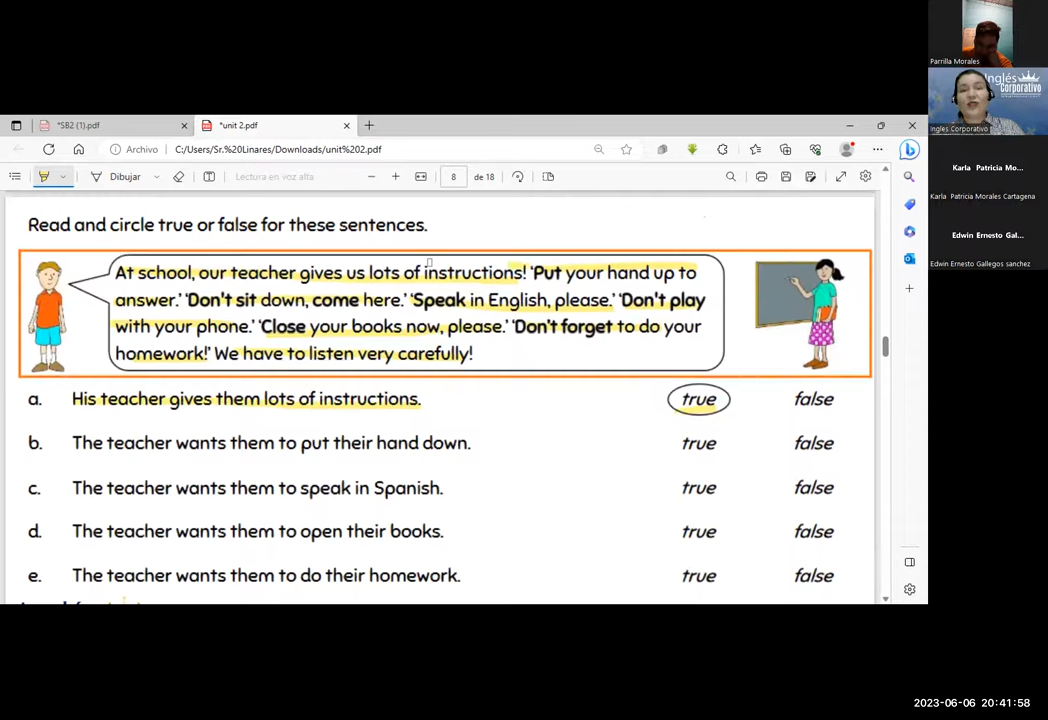 Parrilla Morales
Inglés
Corporativo
Ingles Corporativo
Karla Patricia Mo...
Karla Patricia Morales Cartagena
Edwin Ernesto Gal...
Edwin Ernesto Gallegos sanchez
*SB2 (1).pdf
*unit 2.pdf
Archivo
C:/Users/Sr.%20Linares/Downloads/unit%202.pdf
Dibujar
Lectura en voz alta
8
de 18
Read and circle true or false for these sentences.
At school, our teacher gives us lots of instructions! 'Put your hand up to
answer.' 'Don't sit down, come here.' 'Speak in English, please.' 'Don't play
with your phone.' 'Close your books now, please.' 'Don't forget to do your
homework!' We have to listen very carefully!
a. His teacher gives them lots of instructions. true false
b. The teacher wants them to put their hand down. true false
c. The teacher wants them to speak in Spanish. true false
d. The teacher wants them to open their books. true false
e. The teacher wants them to do their homework. true false
2023-06-06 20:41:58